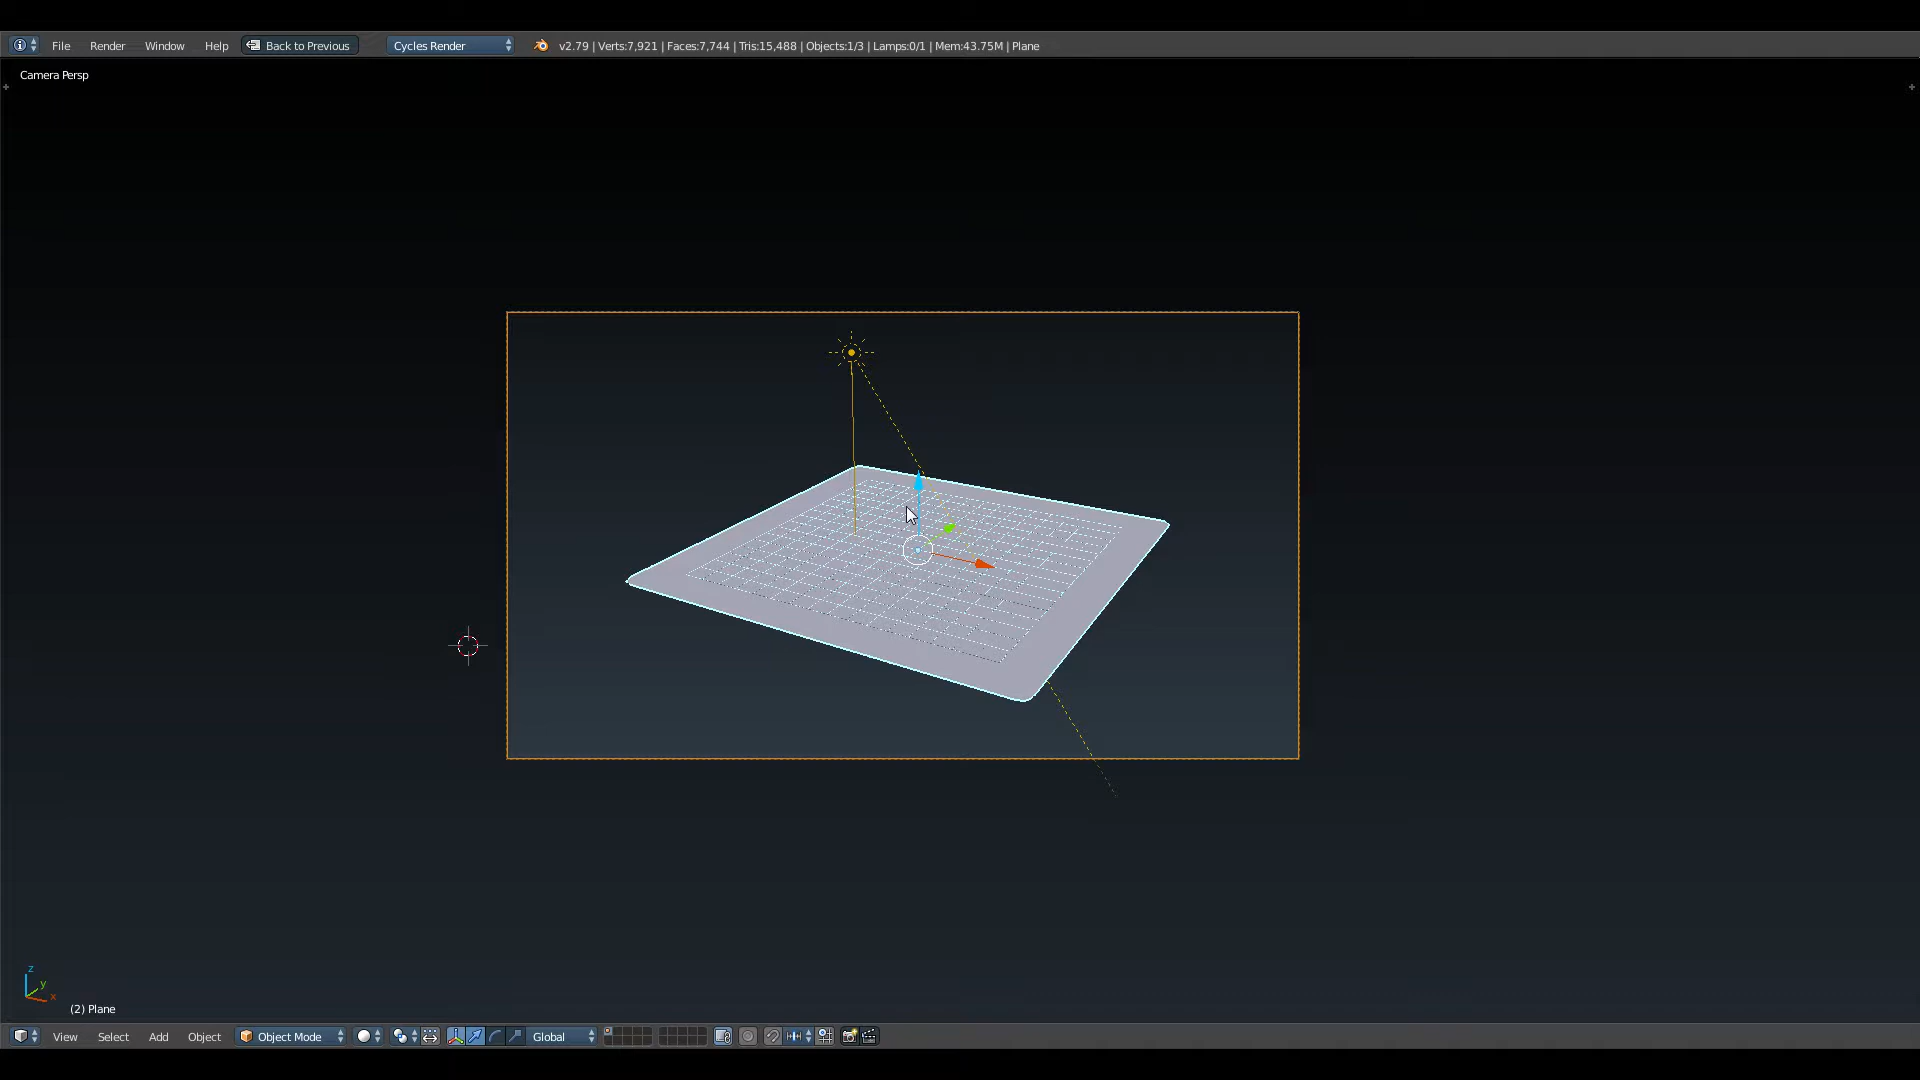 File Render Window Help Back to Previous Cycles Render v2.79 | Verts:7,921 | Faces:7,744 | Tris:15,488 | Objects:1/3 | Lamps:0/1 | Mem:43.75M | Plane
Camera Persp
z
y
x
(2) Plane
View Select Add Object Object Mode Global